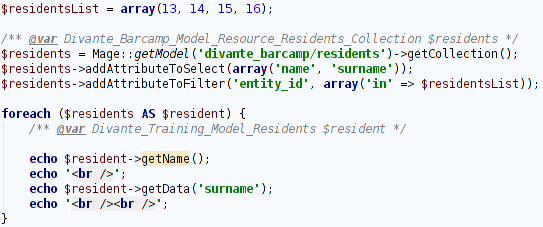 $residentsList = array(13, 14, 15, 16);
/** @var Divante_Barcamp_Model_Resource_Residents_Collection $residents */
$residents = Mage::getModel('divante_barcamp/residents')->getCollection();
$residents->addAttributeToSelect(array('name', 'surname'));
$residents->addAttributeToFilter('entity_id', array('in' => $residentsList));
foreach ($residents AS $resident) {
/** @var Divante_Training_Model_Residents $resident */
echo $resident->getName();
echo '<br />';
echo $resident->getData('surname');
echo '<br /><br />';
}